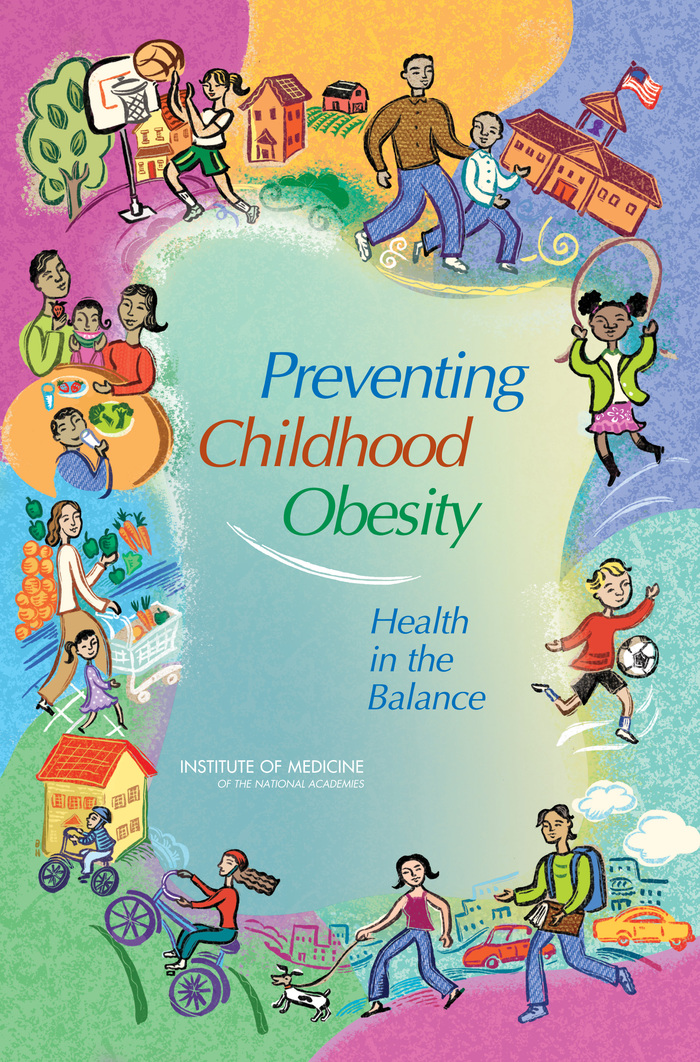 Preventing
Childhood
Obesity
Health
in the
Balance
INSTITUTE OF MEDICINE
OF THE NATIONAL ACADEMIES